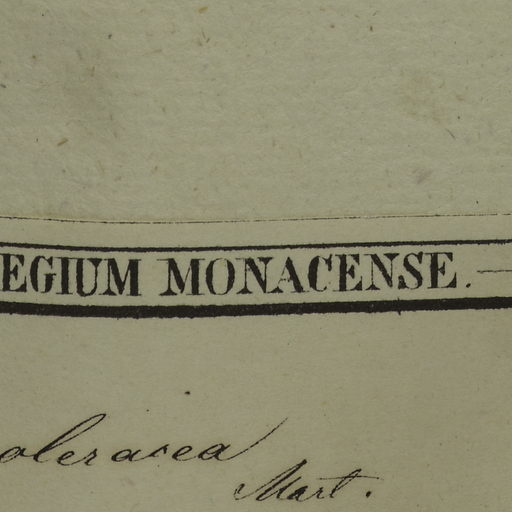 EGIUM MONACENSE. —
oleracea
Mart.